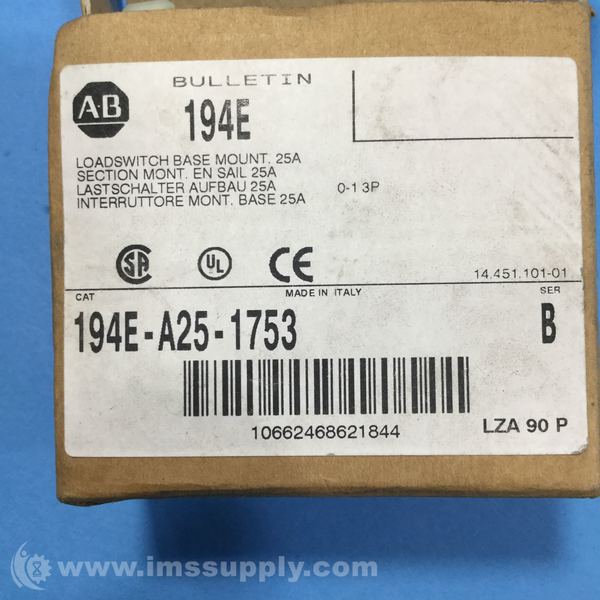 BULLETIN
A-B
194E
LOADSWITCH BASE MOUNT. 25A
SECTION MONT. EN SAIL 25A
LASTSCHALTER AUFBAU 25A 0-1 3P
INTERRUTTORE MONT. BASE 25A
SA UL CE 14.451.101-01
CAT MADE IN ITALY SER
194E-A25-1753 B
10662468621844 LZA 90 P
www.imssupply.com